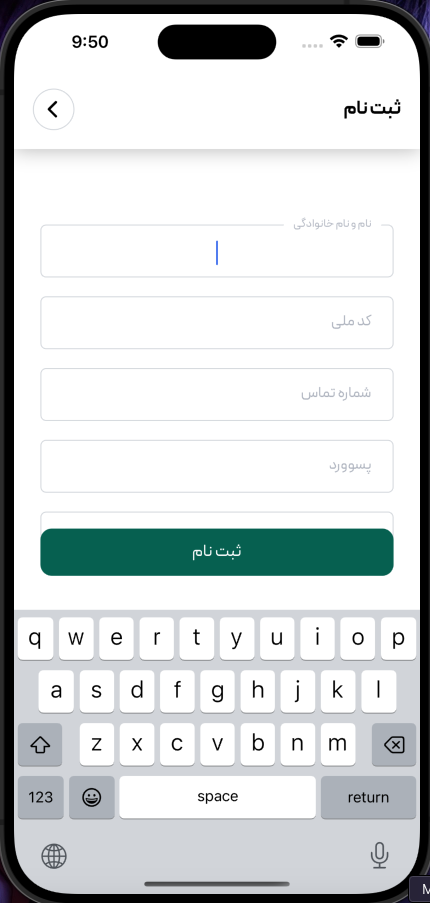 9:50
ثبت نام
نام و نام خانوادگی
کد ملی
شماره تماس
پسوورد
ثبت نام
q w e r t y u i o p
a s d f g h j k l
z x c v b n m
123 space return
M